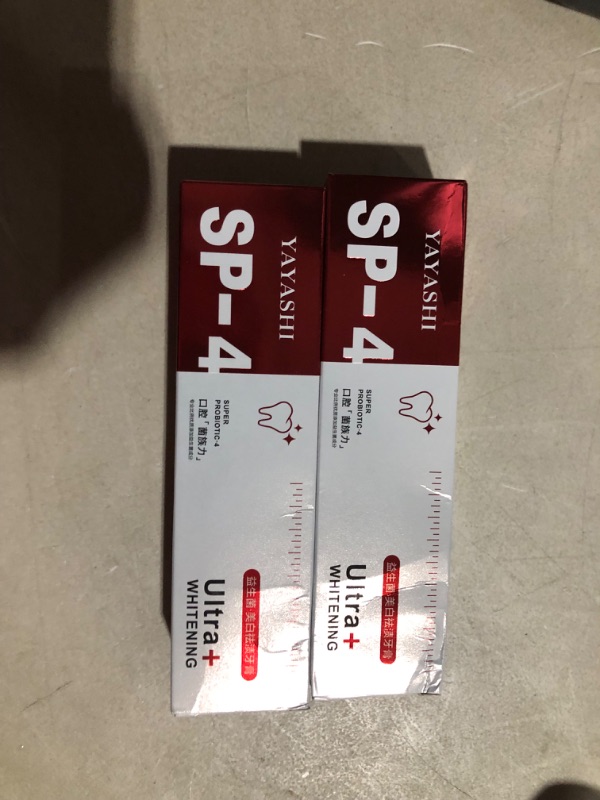 YAYASHI
SP-4
SUPER
PROBIOTIC-4
口腔「菌族力」
益生菌 美白祛渍牙膏
Ultra+
WHITENING
YAYASHI
SP-4
SUPER
PROBIOTIC-4
口腔「菌族力」
益生菌 美白祛渍牙膏
Ultra+
WHITENING